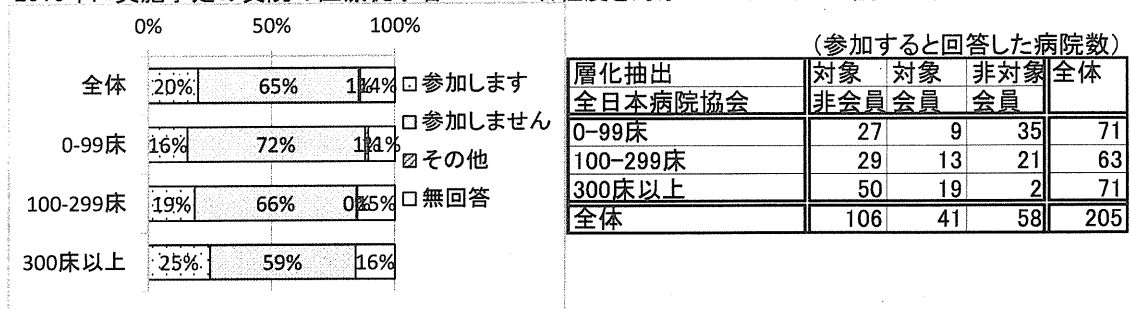 0% 50% 100%
全体 20% 65% 1% 14%
0-99床 16% 72% 1% 11%
100-299床 19% 66% 0% 15%
300床以上 25% 59% 16%
参加します
参加しません
その他
無回答
(参加すると回答した病院数)
層化抽出 対象 対象 非対象 全体
全日本病院協会 非会員 会員 会員
0-99床 27 9 35 71
100-299床 29 13 21 63
300床以上 50 19 2 71
全体 106 41 58 205